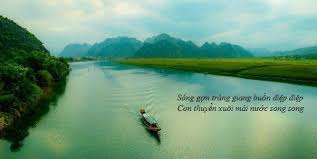 Sóng gợn tràng giang buồn điệp điệp
Con thuyền xuôi mái nước song song